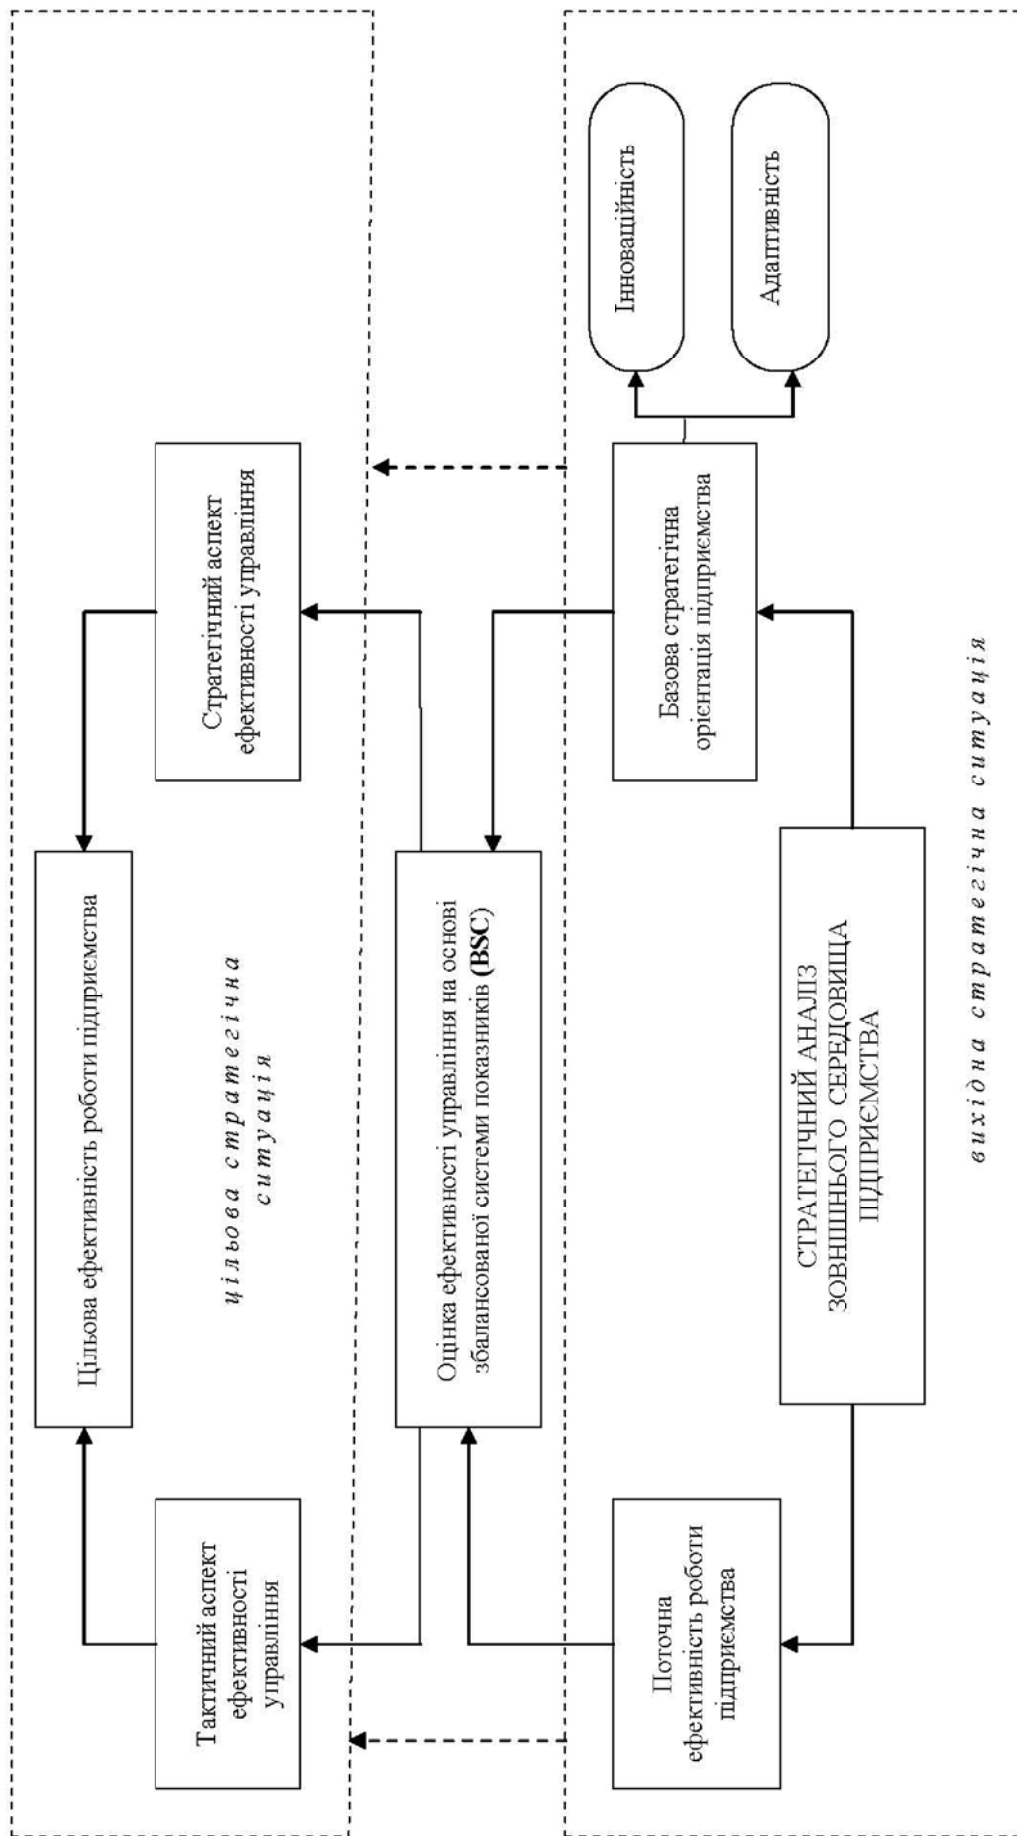 Цільова ефективність роботи підприємства
Тактичний аспект
ефективності
управління
Стратегічний аспект
ефективності управління
цільова стратегічна
ситуація
Оцінка ефективності управління на основі
збалансованої системи показників (BSC)
Поточна
ефективність роботи
підприємства
Базова стратегічна
орієнтація підприємства
Інноваційність
Адаптивність
СТРАТЕГІЧНИЙ АНАЛІЗ
ЗОВНІШНЬОГО СЕРЕДОВИЩА
ПІДПРИЄМСТВА
вихідна стратегічна ситуація